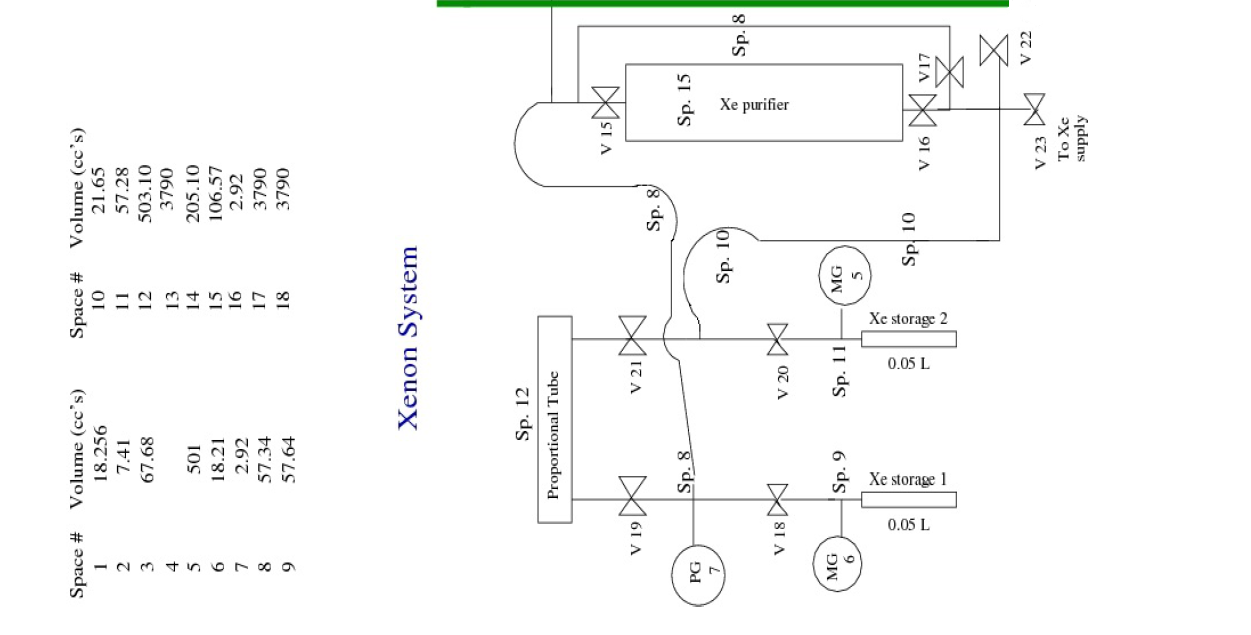 Space # Volume (cc's) Space # Volume (cc's)
1 18.256 10 21.65
2 7.41 11 57.28
3 67.68 12 503.10
4 13 3790
5 501 14 205.10
6 18.21 15 106.57
7 2.92 16 2.92
8 57.34 17 3790
9 57.64 18 3790
Xenon System
Sp. 8
V 22
V17
Sp. 15
Xe purifier
V 15
V 16
V 23
To Xe
supply
Sp. 8
Sp. 10
Sp. 10
MG
5
Xe storage 2
0.05 L
Sp. 12
Proportional Tube
V 21
V 20
Sp. 11
Sp. 8
Sp. 9
Xe storage 1
0.05 L
V 19
V 18
PG
7
MG
6